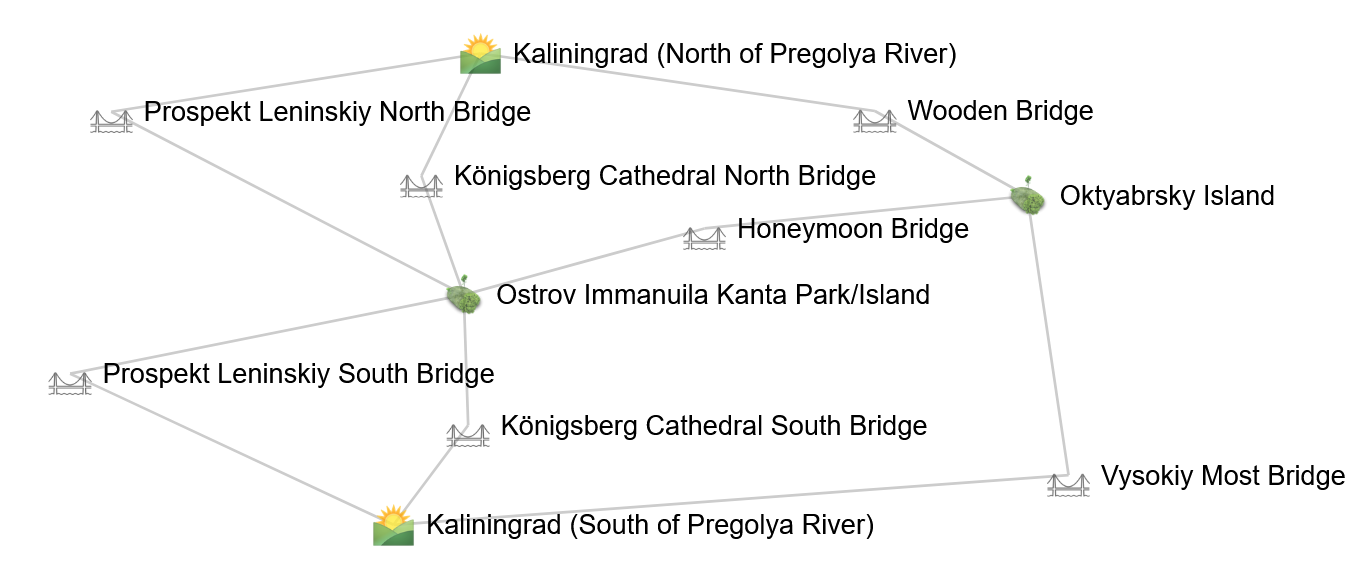 Kaliningrad (North of Pregolya River)
Prospekt Leninskiy North Bridge
Wooden Bridge
Königsberg Cathedral North Bridge
Oktyabrsky Island
Honeymoon Bridge
Ostrov Immanuila Kanta Park/Island
Prospekt Leninskiy South Bridge
Königsberg Cathedral South Bridge
Vysokiy Most Bridge
Kaliningrad (South of Pregolya River)